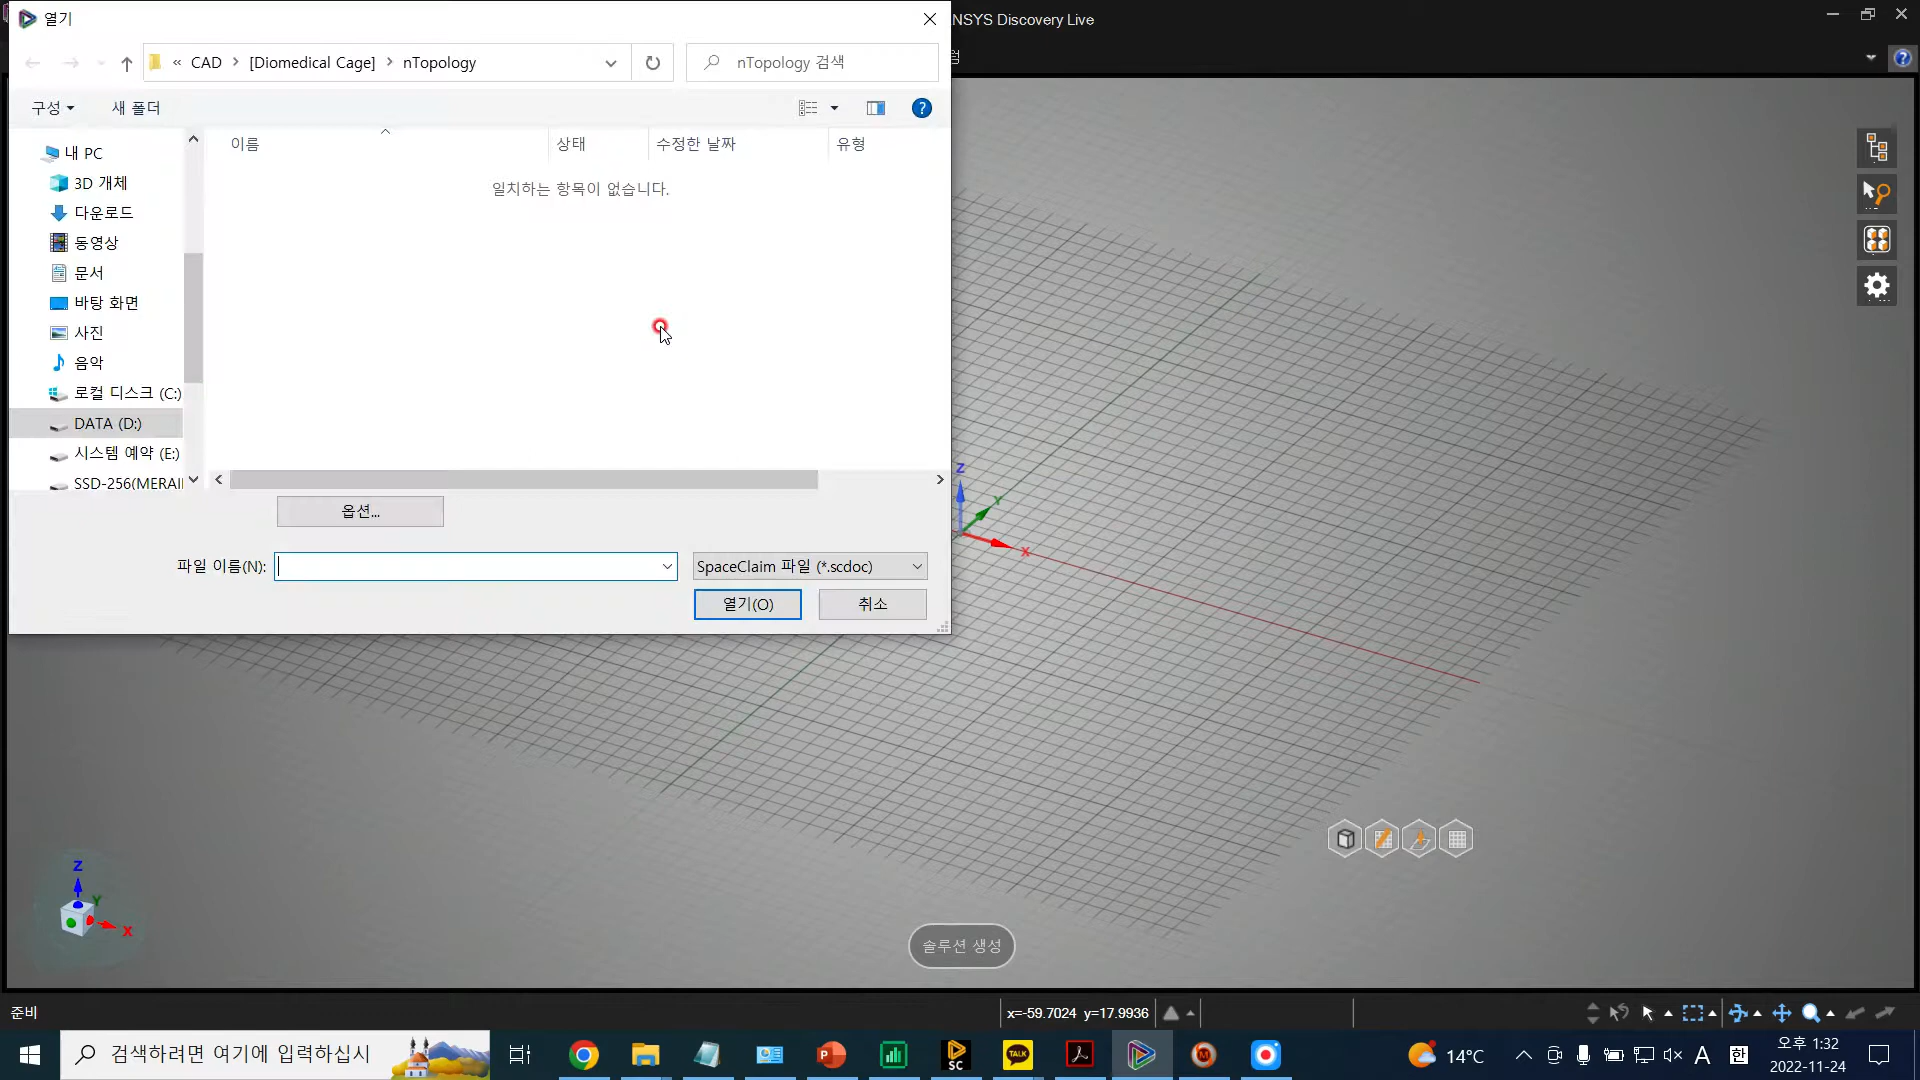 열기
NSYS Discovery Live
« CAD > [Diomedical Cage] > nTopology
nTopology 검색
구성
새 폴더
이름
상태
수정한 날짜
유형
일치하는 항목이 없습니다.
내 PC
3D 개체
다운로드
동영상
문서
바탕 화면
사진
음악
로컬 디스크 (C:)
DATA (D:)
시스템 예약 (E:)
SSD-256(MERAI
옵션...
파일 이름(N):
SpaceClaim 파일 (*.scdoc)
열기(O)
취소
Z
Y
X
Z
Y
X
솔루션 생성
준비
x=-59.7024 y=17.9936
검색하려면 여기에 입력하십시
SC
TALK
14°C
A
한
오후 1:32
2022-11-24